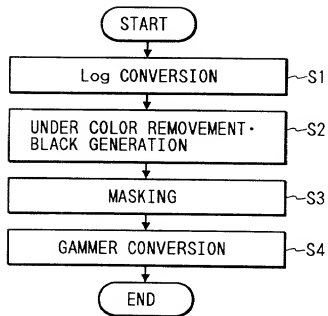 START
Log CONVERSION
S1
UNDER COLOR REMOVEMENT·
BLACK GENERATION
S2
MASKING
S3
GAMMER CONVERSION
S4
END